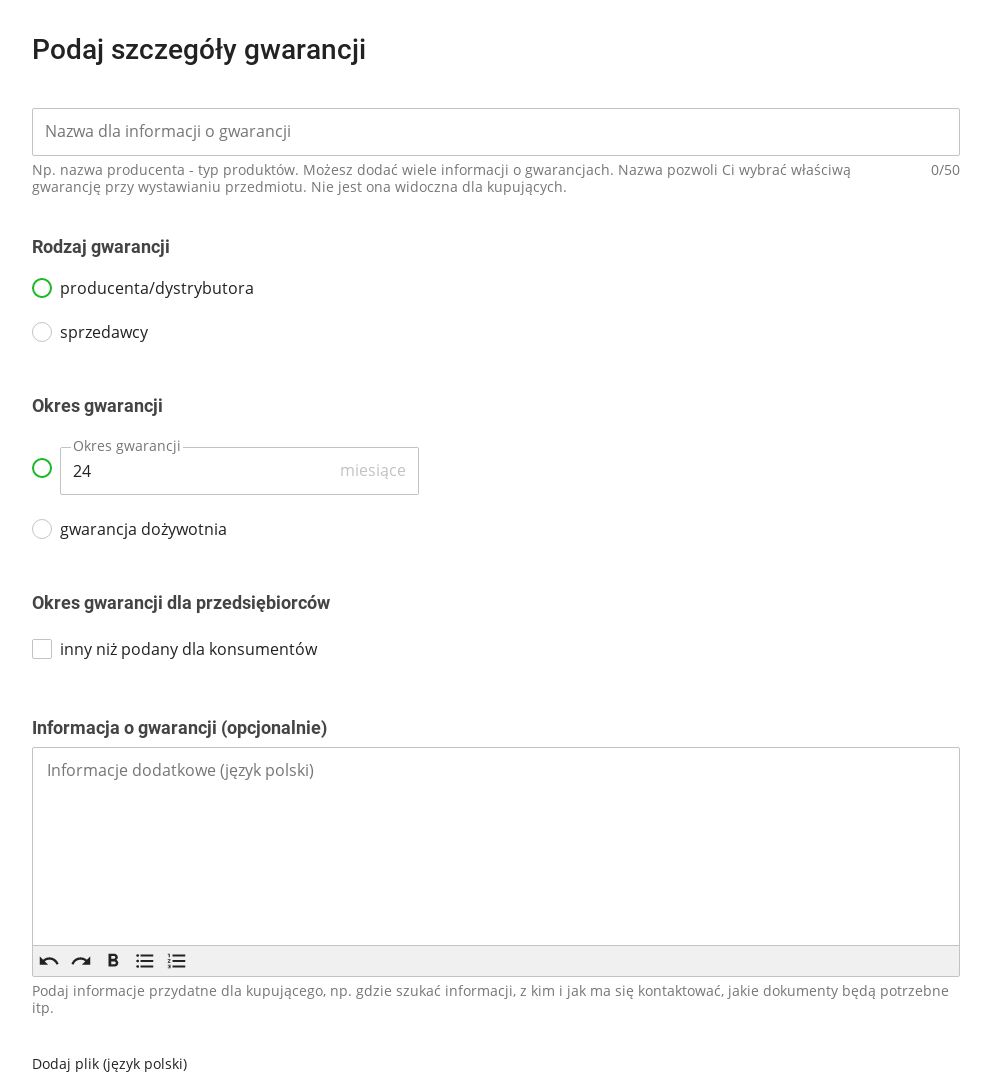 Podaj szczegóły gwarancji
Nazwa dla informacji o gwarancji
Np. nazwa producenta - typ produktów. Możesz dodać wiele informacji o gwarancjach. Nazwa pozwoli Ci wybrać właściwą
0/50
gwarancję przy wystawianiu przedmiotu. Nie jest ona widoczna dla kupujących.
Rodzaj gwarancji
producenta/dystrybutora
sprzedawcy
Okres gwarancji
Okres gwarancji
24 miesiące
gwarancja dożywotnia
Okres gwarancji dla przedsiębiorców
inny niż podany dla konsumentów
Informacja o gwarancji (opcjonalnie)
Informacje dodatkowe (język polski)
B
Podaj informacje przydatne dla kupującego, np. gdzie szukać informacji, z kim i jak ma się kontaktować, jakie dokumenty będą potrzebne
itp.
Dodaj plik (język polski)